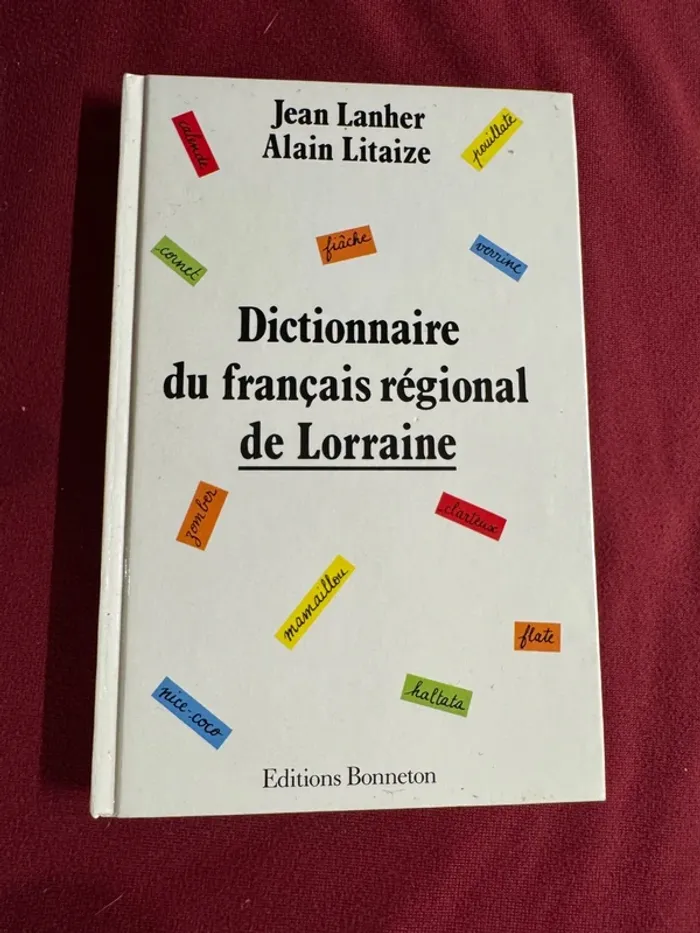 Jean Lanher
Alain Litaize
calende
pouillate
cornet
fiâche
verrine
Dictionnaire
du français régional
de Lorraine
zomber
clarteux
mamaillou
flate
nice-coco
haltata
Editions Bonneton